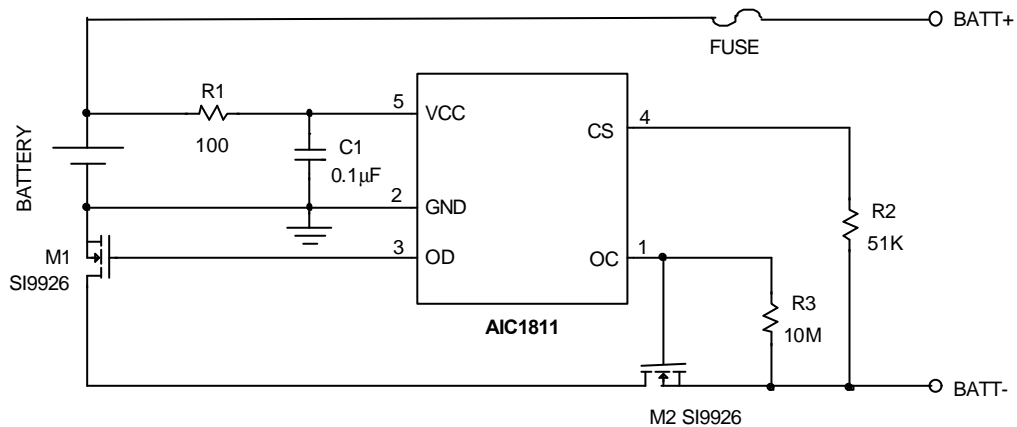 BATT+
FUSE
R1
100
5
VCC
4
CS
C1
0.1μF
BATTERY
2
GND
R2
51K
M1
SI9926
3
OD
1
OC
R3
10M
AIC1811
BATT-
M2 SI9926